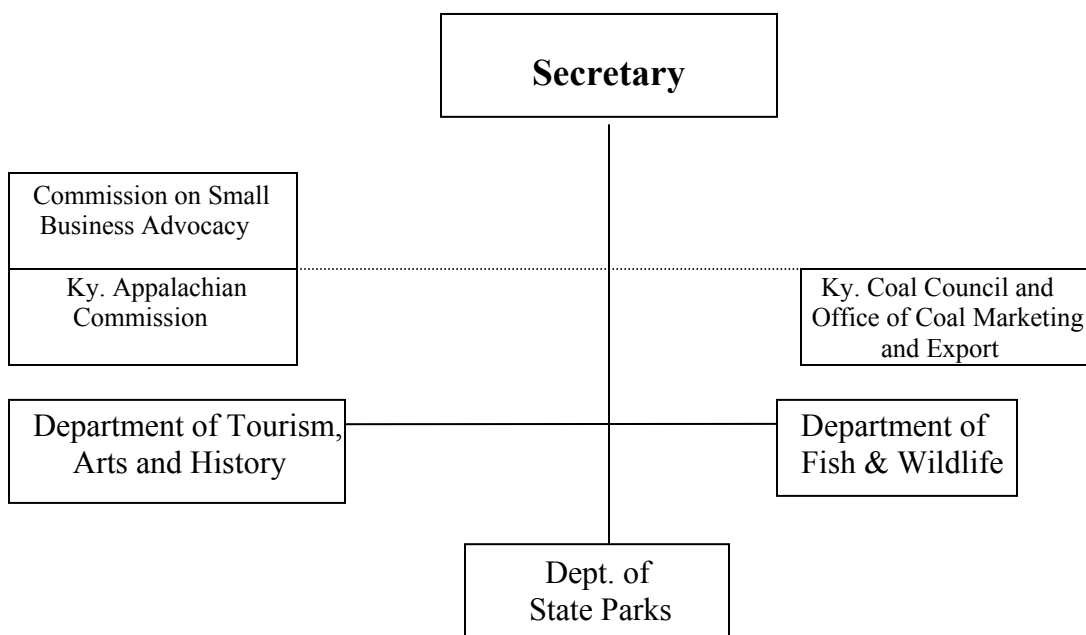 Secretary
Commission on Small
Business Advocacy
Ky. Appalachian
Commission
Ky. Coal Council and
Office of Coal Marketing
and Export
Department of Tourism,
Arts and History
Department of
Fish & Wildlife
Dept. of
State Parks